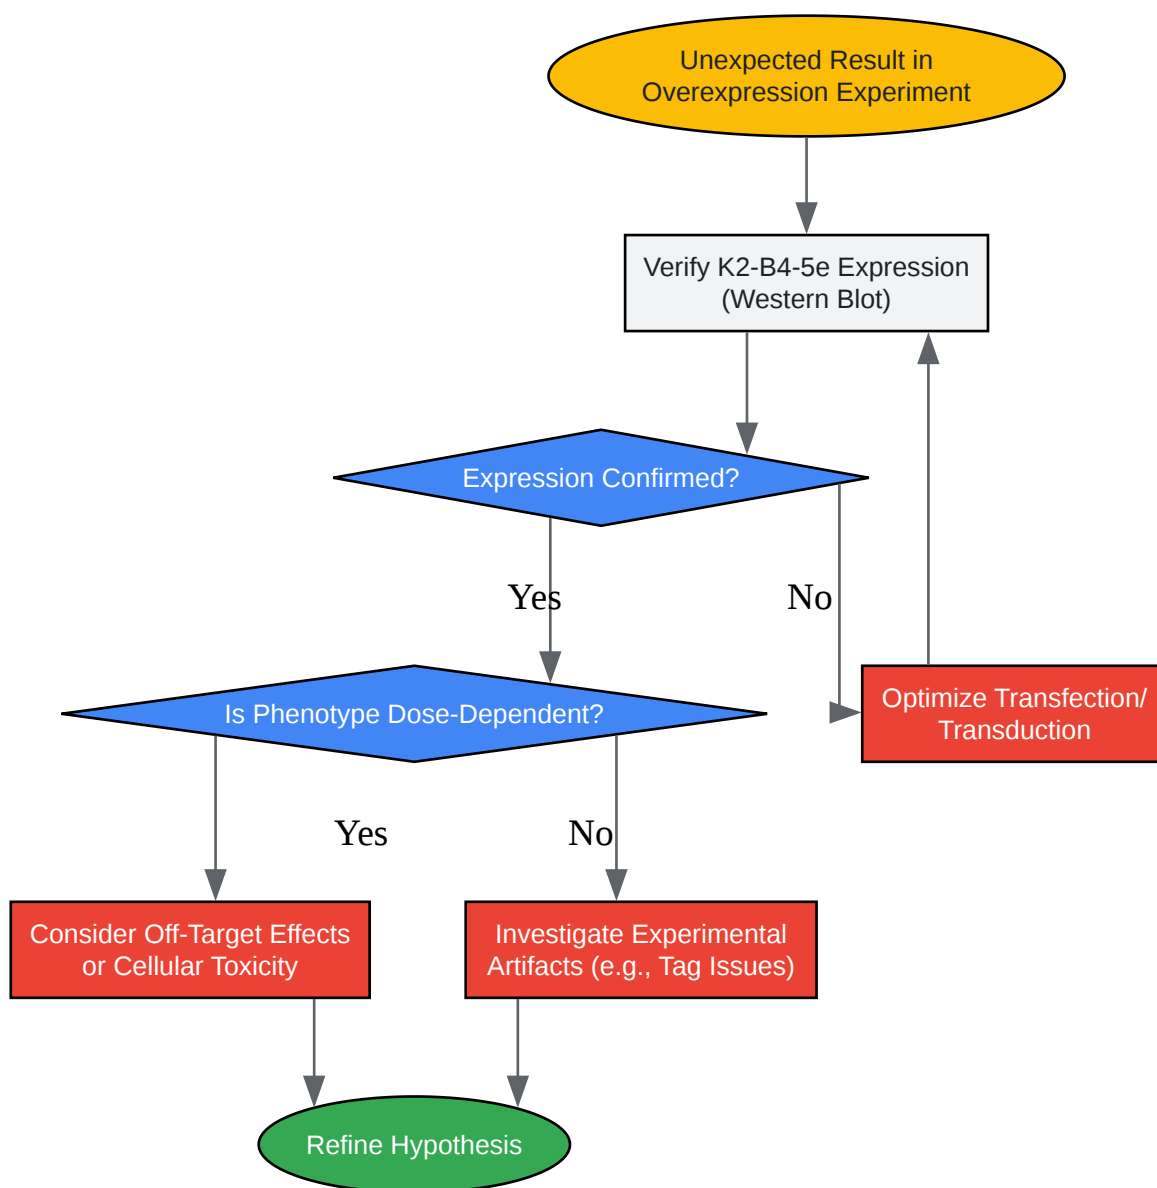 Unexpected Result in
Overexpression Experiment
Verify K2-B4-5e Expression
(Western Blot)
Expression Confirmed?
Yes
No
Is Phenotype Dose-Dependent?
Optimize Transfection/
Transduction
Yes
No
Consider Off-Target Effects
or Cellular Toxicity
Investigate Experimental
Artifacts (e.g., Tag Issues)
Refine Hypothesis